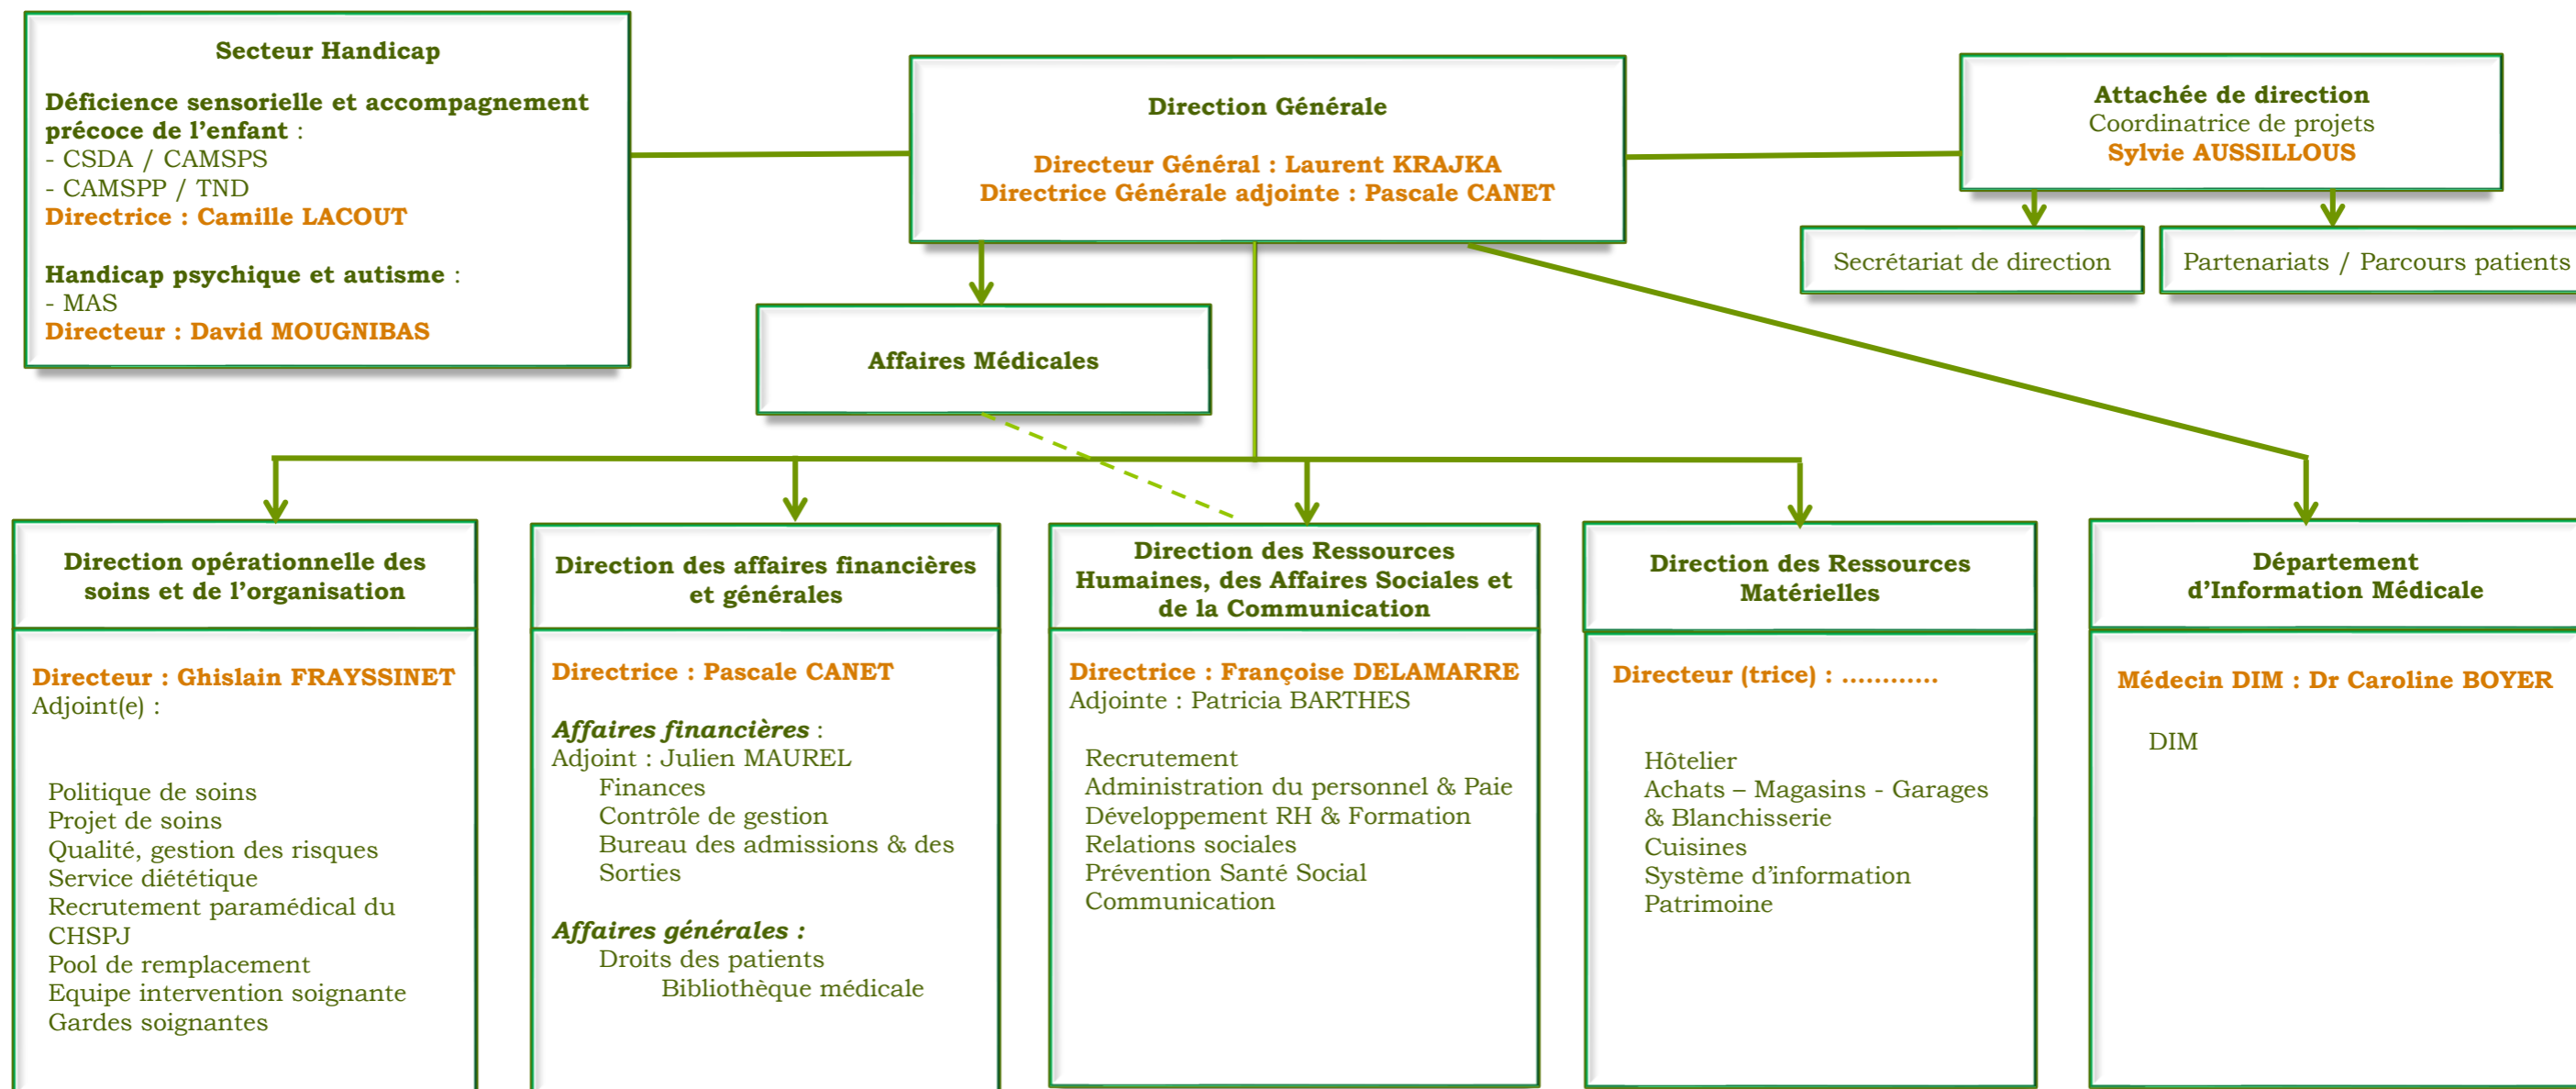 Secteur Handicap
Déficience sensorielle et accompagnement
précoce de l’enfant :
- CSDA / CAMSPS
- CAMSPP / TND
Directrice : Camille LACOUT
Handicap psychique et autisme :
- MAS
Directeur : David MOUGNIBAS
Direction Générale
Directeur Général : Laurent KRAJKA
Directrice Générale adjointe : Pascale CANET
Attachée de direction
Coordinatrice de projets
Sylvie AUSSILLOUS
Secrétariat de direction
Partenariats / Parcours patients
Affaires Médicales
Direction opérationnelle des
soins et de l’organisation
Directeur : Ghislain FRAYSSINET
Adjoint(e) :
Politique de soins
Projet de soins
Qualité, gestion des risques
Service diététique
Recrutement paramédical du
CHSPJ
Pool de remplacement
Equipe intervention soignante
Gardes soignantes
Direction des affaires financières
et générales
Directrice : Pascale CANET
Affaires financières :
Adjoint : Julien MAUREL
Finances
Contrôle de gestion
Bureau des admissions & des
Sorties
Affaires générales :
Droits des patients
Bibliothèque médicale
Direction des Ressources
Humaines, des Affaires Sociales et
de la Communication
Directrice : Françoise DELAMARRE
Adjointe : Patricia BARTHES
Recrutement
Administration du personnel & Paie
Développement RH & Formation
Relations sociales
Prévention Santé Social
Communication
Direction des Ressources
Matérielles
Directeur (trice) : …………
Hôtelier
Achats – Magasins - Garages
& Blanchisserie
Cuisines
Système d’information
Patrimoine
Département
d’Information Médicale
Médecin DIM : Dr Caroline BOYER
DIM